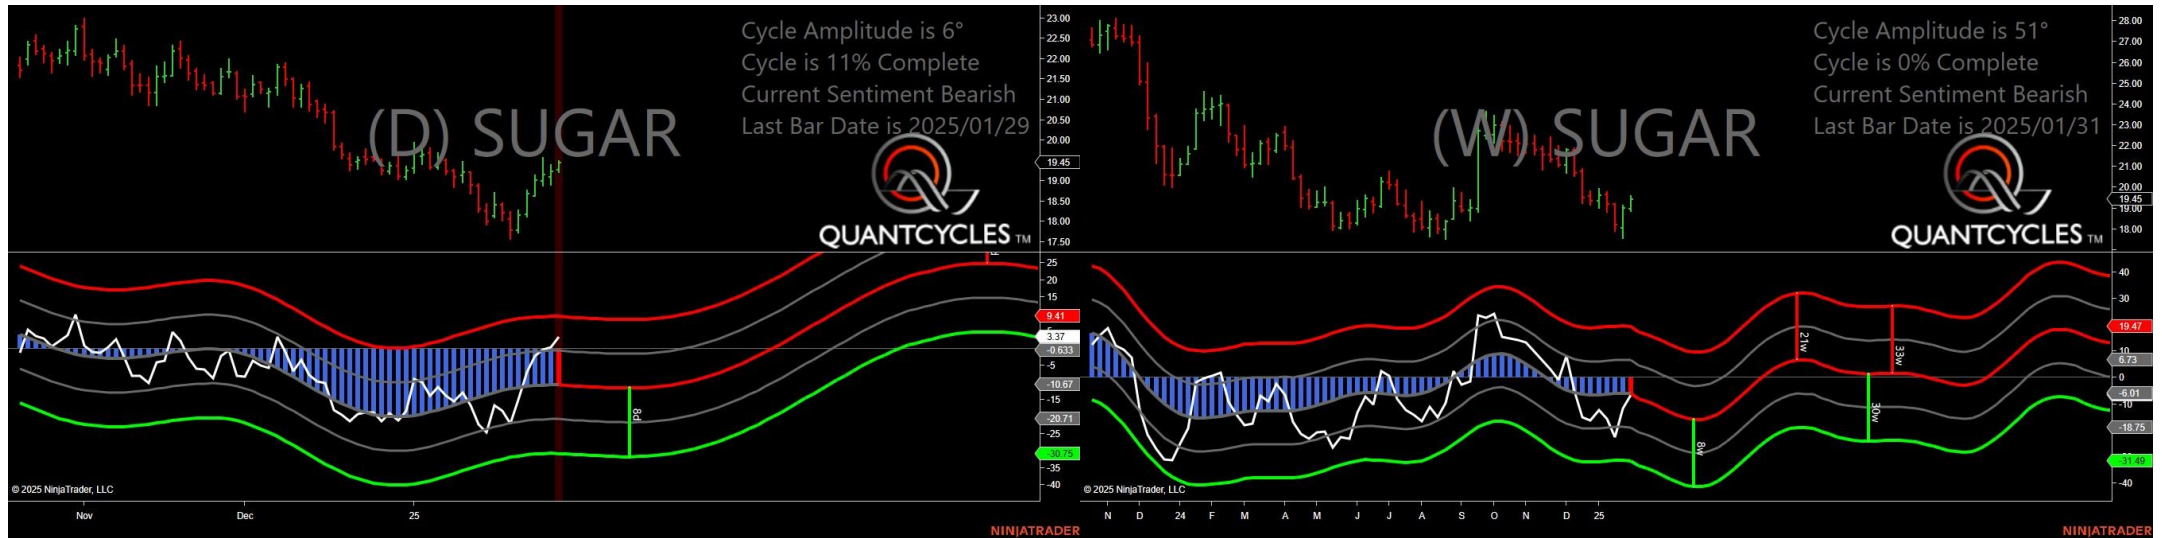 Cycle Amplitude is 6°
Cycle is 11% Complete
Current Sentiment Bearish
Last Bar Date is 2025/01/29
(D) SUGAR
QUANTCYCLES TM
23.00
22.50
22.00
21.50
21.00
20.50
20.00
19.45
19.00
18.50
18.00
17.50
25
20
15
9.41
3.37
-0.633
-5
-10.67
-15
-20.71
-25
-30.75
-35
-40
8d
© 2025 NinjaTrader, LLC
Nov
Dec
25
NINJATRADER
Cycle Amplitude is 51°
Cycle is 0% Complete
Current Sentiment Bearish
Last Bar Date is 2025/01/31
(W) SUGAR
QUANTCYCLES TM
28.00
27.00
26.00
25.00
24.00
23.00
22.00
21.00
20.00
19.45
19.00
18.00
40
30
19.47
10
6.73
0
-6.01
-10
-18.75
-31.49
-40
21w
33w
30w
8w
© 2025 NinjaTrader, LLC
N D 24 F M A M J J A S O N D 25
NINJATRADER